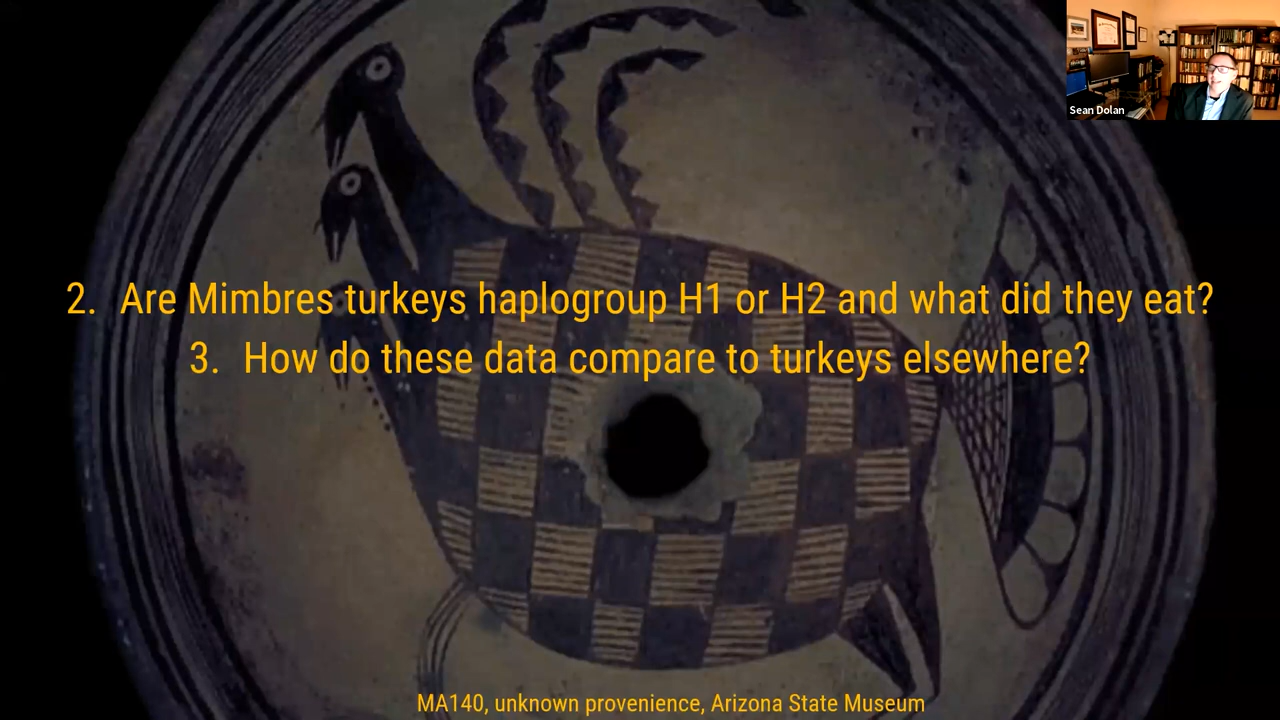 Sean Dolan
2. Are Mimbres turkeys haplogroup H1 or H2 and what did they eat?
3. How do these data compare to turkeys elsewhere?
MA140, unknown provenience, Arizona State Museum